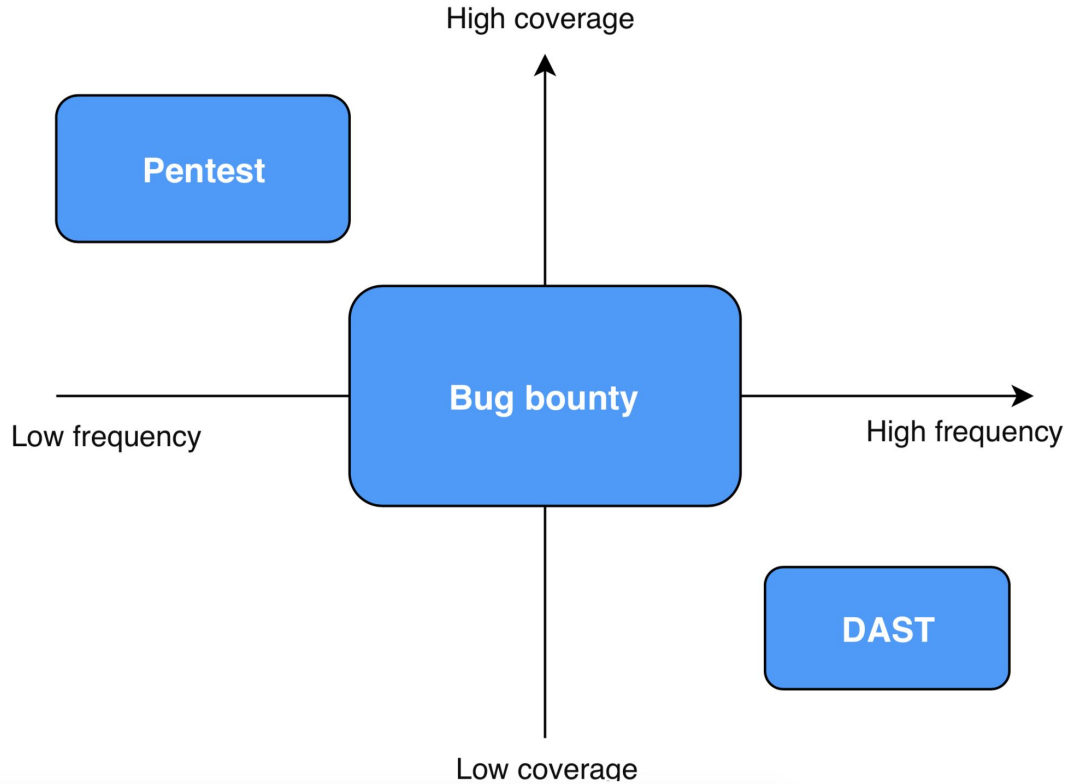 High coverage
Pentest
Bug bounty
Low frequency
High frequency
DAST
Low coverage